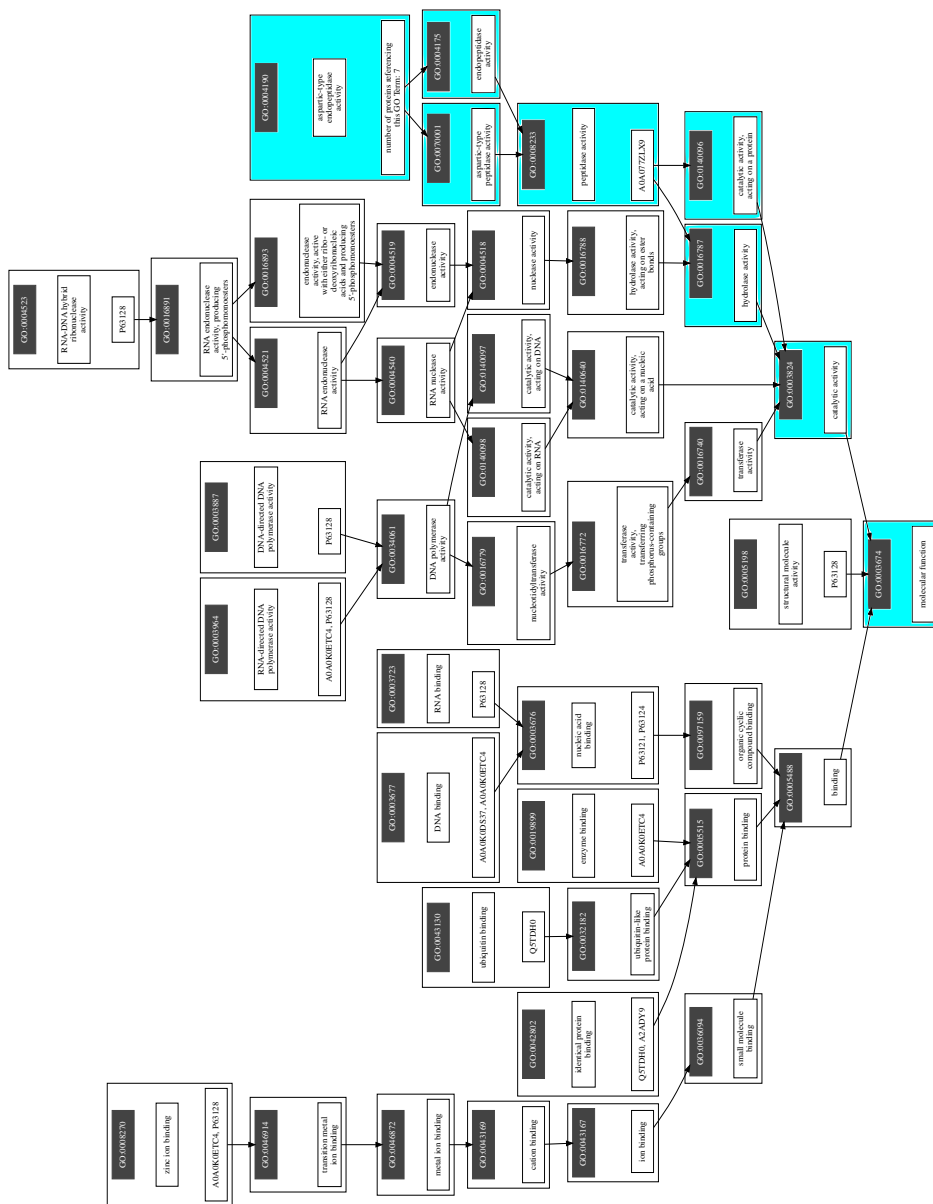 GO:0004523
RNA-DNA hybrid
ribonuclease
activity
P63128
GO:0016891
RNA endonuclease
activity, producing
5'-phosphomonoesters
GO:0004190
aspartic-type
endopeptidase
activity
number of proteins referencing
this GO Term: 7
GO:0003887
DNA-directed DNA
polymerase activity
P63128
GO:0003964
RNA-directed DNA
polymerase activity
A0A0K0ETC4, P63128
GO:0004521
RNA endonuclease
activity
GO:0016893
endonuclease
activity, active
with either ribo- or
deoxyribonucleic
acids and producing
5'-phosphomonoesters
GO:0008270
zinc ion binding
A0A0K0ETC4, P63128
GO:0046914
transition metal
ion binding
GO:0046872
metal ion binding
GO:0003677
DNA binding
A0A0K0DS37, A0A0K0ETC4
GO:0003723
RNA binding
P63128
GO:0034061
DNA polymerase
activity
GO:0004540
RNA nuclease
activity
GO:0004519
endonuclease
activity
GO:0070001
aspartic-type
peptidase activity
GO:0004175
endopeptidase
activity
GO:0043130
ubiquitin binding
Q5TDH0
GO:0043169
cation binding
GO:0016779
nucleotidyltransferase
activity
GO:0140098
catalytic activity,
acting on RNA
GO:0140097
catalytic activity,
acting on DNA
GO:0004518
nuclease activity
GO:0042802
identical protein
binding
Q5TDH0, A2ADY9
GO:0019899
enzyme binding
A0A0K0ETC4
GO:0003676
nucleic acid
binding
P63121, P63124
GO:0008233
peptidase activity
A0A077ZLX9
GO:0043167
ion binding
GO:0032182
ubiquitin-like
protein binding
GO:0016772
transferase
activity,
transferring
phosphorus-containing
groups
GO:0140640
catalytic activity,
acting on a nucleic
acid
GO:0016788
hydrolase activity,
acting on ester
bonds
GO:0036094
small molecule
binding
GO:0005515
protein binding
GO:0097159
organic cyclic
compound binding
GO:0016740
transferase
activity
GO:0016787
hydrolase activity
GO:0140096
catalytic activity,
acting on a protein
GO:0005198
structural molecule
activity
P63128
GO:0005488
binding
GO:0003824
catalytic activity
GO:0003674
molecular function